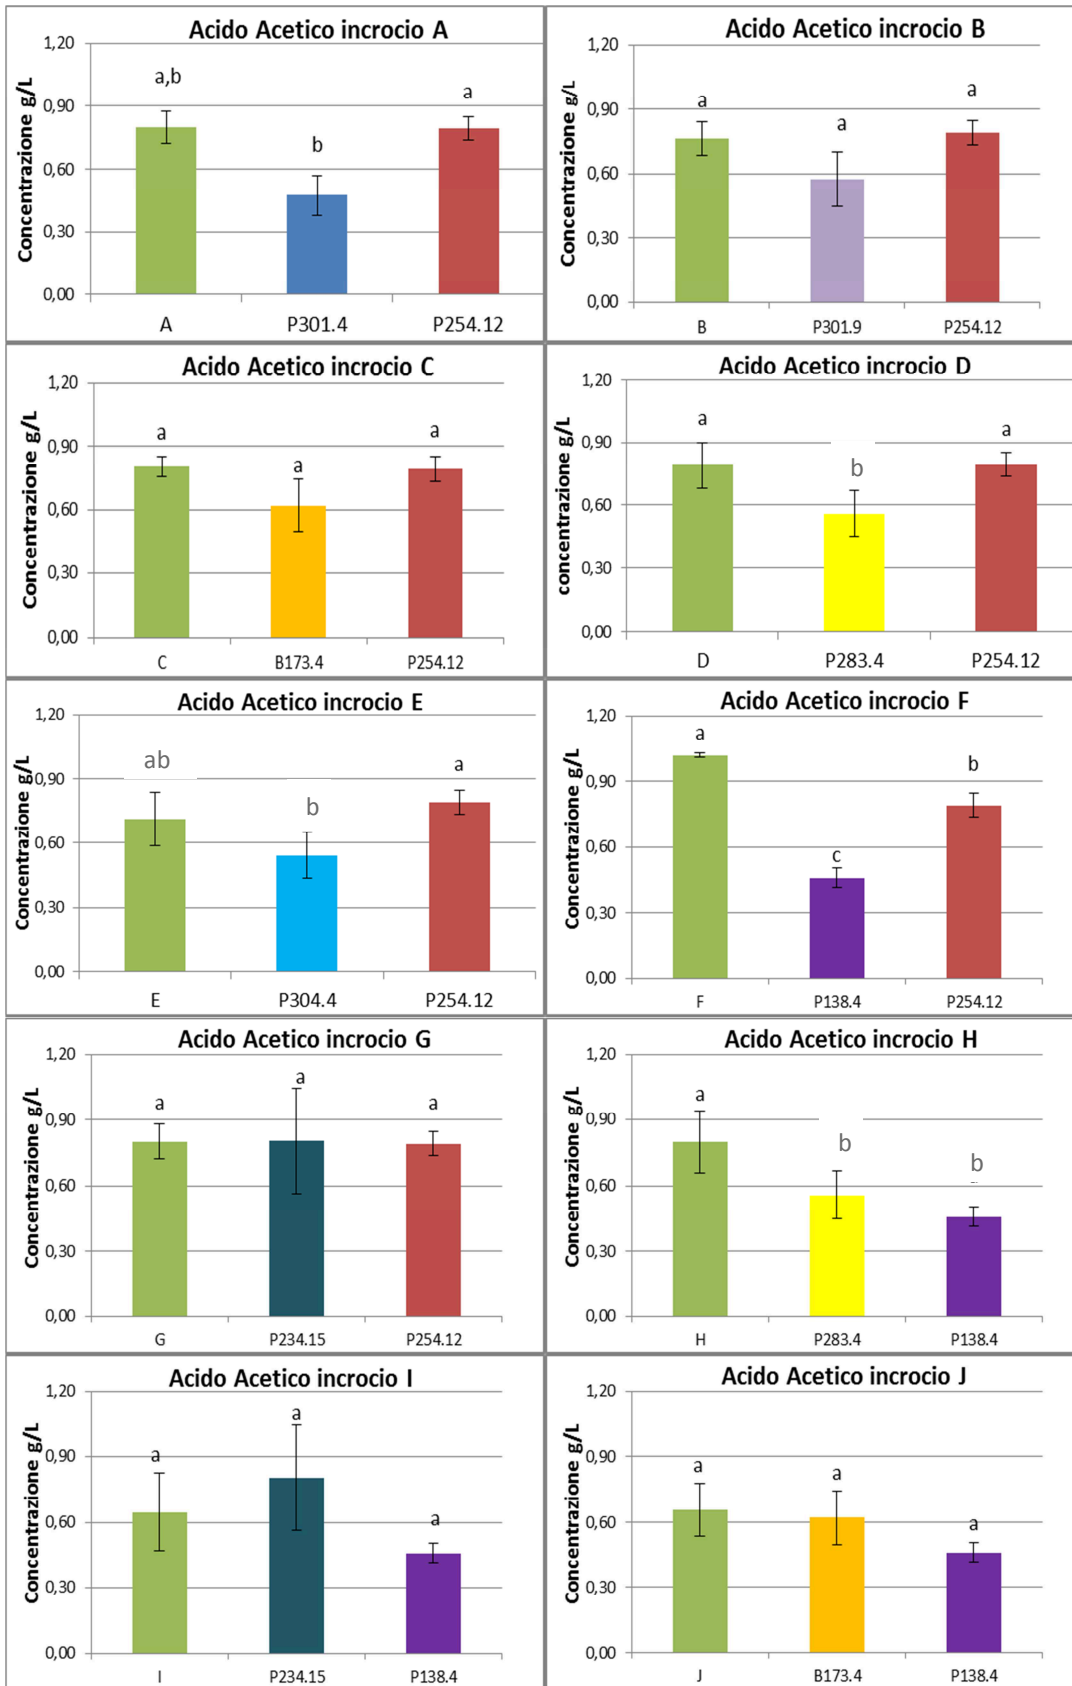 Acido Acetico incrocio A
Concentrazione g/L
1,20
0,90
0,60
0,30
0,00
a,b
b
a
A
P301.4
P254.12
Acido Acetico incrocio B
Concentrazione g/L
1,20
0,90
0,60
0,30
0,00
a
a
a
B
P301.9
P254.12
Acido Acetico incrocio C
Concentrazione g/L
1,20
0,90
0,60
0,30
0,00
a
a
a
C
B173.4
P254.12
Acido Acetico incrocio D
concentrazione g/L
1,20
0,90
0,60
0,30
0,00
a
b
a
D
P283.4
P254.12
Acido Acetico incrocio E
Concentrazione g/L
1,20
0,90
0,60
0,30
0,00
ab
b
a
E
P304.4
P254.12
Acido Acetico incrocio F
Concentrazione g/L
1,20
0,90
0,60
0,30
0,00
a
c
b
F
P138.4
P254.12
Acido Acetico incrocio G
Concentrazione g/L
1,20
0,90
0,60
0,30
0,00
a
a
a
G
P234.15
P254.12
Acido Acetico incrocio H
Concentrazione g/L
1,20
0,90
0,60
0,30
0,00
a
b
b
H
P283.4
P138.4
Acido Acetico incrocio I
Concentrazione g/L
1,20
0,90
0,60
0,30
0,00
a
a
a
I
P234.15
P138.4
Acido Acetico incrocio J
Concentrazione g/L
1,20
0,90
0,60
0,30
0,00
a
a
a
J
B173.4
P138.4